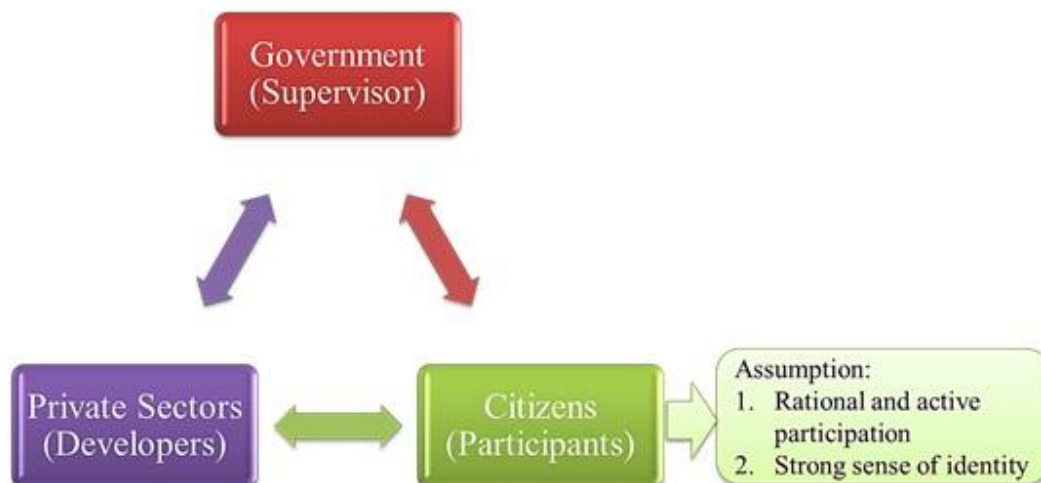 Government
(Supervisor)
Private Sectors
(Developers)
Citizens
(Participants)
Assumption:
1. Rational and active
participation
2. Strong sense of identity